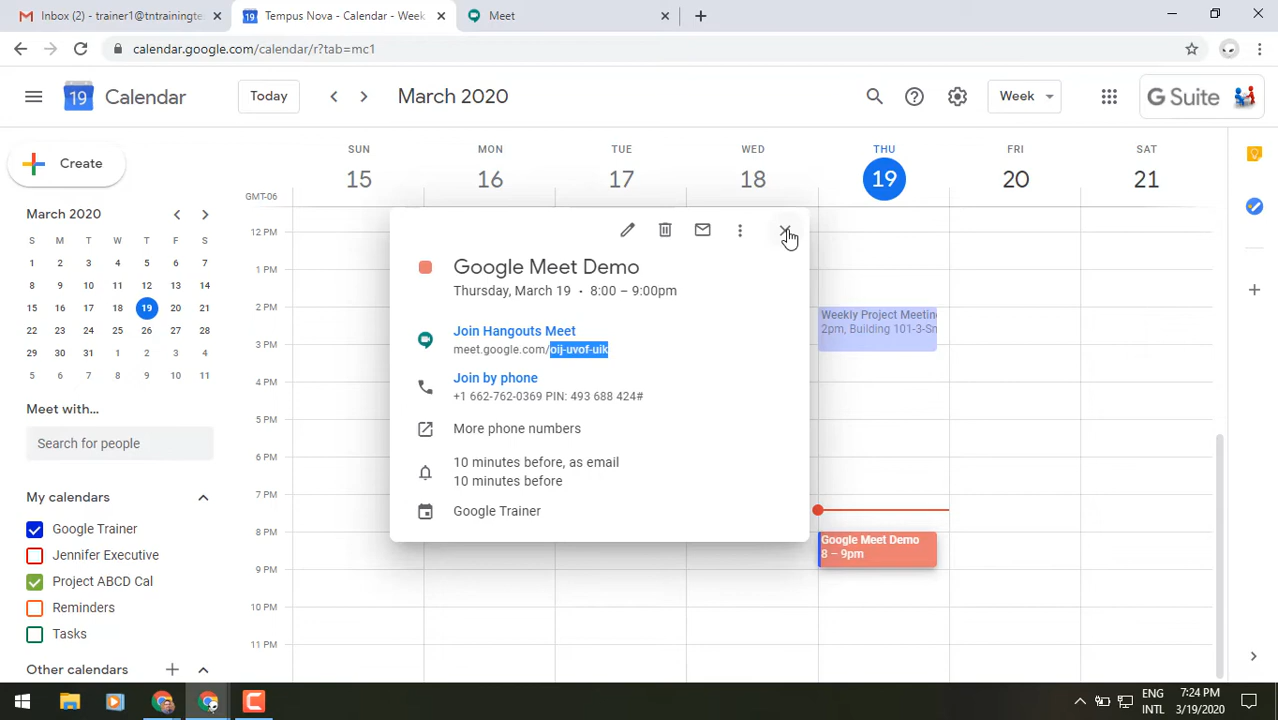 Inbox (2) - trainer1@tntrainingte
Tempus Nova - Calendar - Week
Meet
calendar.google.com/calendar/r?tab=mc1
19
Calendar
Today
March 2020
Week
G Suite
Create
SUN
MON
TUE
WED
THU
FRI
SAT
15
16
17
18
19
20
21
GMT-06
March 2020
S M T W T F S
1 2 3 4 5 6 7
8 9 10 11 12 13 14
15 16 17 18 19 20 21
22 23 24 25 26 27 28
29 30 31 1 2 3 4
5 6 7 8 9 10 11
Meet with...
Search for people
My calendars
Google Trainer
Jennifer Executive
Project ABCD Cal
Reminders
Tasks
Other calendars
12 PM
1 PM
2 PM
3 PM
4 PM
5 PM
6 PM
7 PM
8 PM
9 PM
10 PM
11 PM
Google Meet Demo
Thursday, March 19 • 8:00 – 9:00pm
Join Hangouts Meet
meet.google.com/oij-uvof-uik
Join by phone
+1 662-762-0369 PIN: 493 688 424#
More phone numbers
10 minutes before, as email
10 minutes before
Google Trainer
Weekly Project Meetin
2pm, Building 101-3-Sn
Google Meet Demo
8 – 9pm
ENG
INTL
7:24 PM
3/19/2020